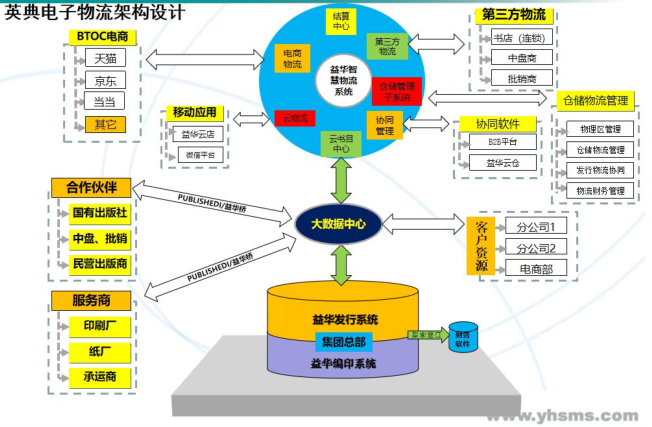 英典电子物流架构设计
BTOC电商
天猫
京东
当当
其它
移动应用
益华云店
微信平台
结算
中心
电商
物流
第三方
物流
益华智
慧物流
系统
仓储管理
子系统
云物流
协同
管理
云书目
中心
第三方物流
书店（连锁）
中盘商
批销商
仓储物流管理
物理区管理
仓储物流管理
发行物流协同
物流财务管理
协同软件
B2B平台
益华云仓
合作伙伴
国有出版社
中盘、批销
民营出版商
PUBLISHEDI/益华桥
大数据中心
PUBLISHEDI/益华桥
客户资源
分公司1
分公司2
电商部
服务商
印刷厂
纸厂
承运商
益华发行系统
集团总部
益华编印系统
财务
软件
www.yhsms.com